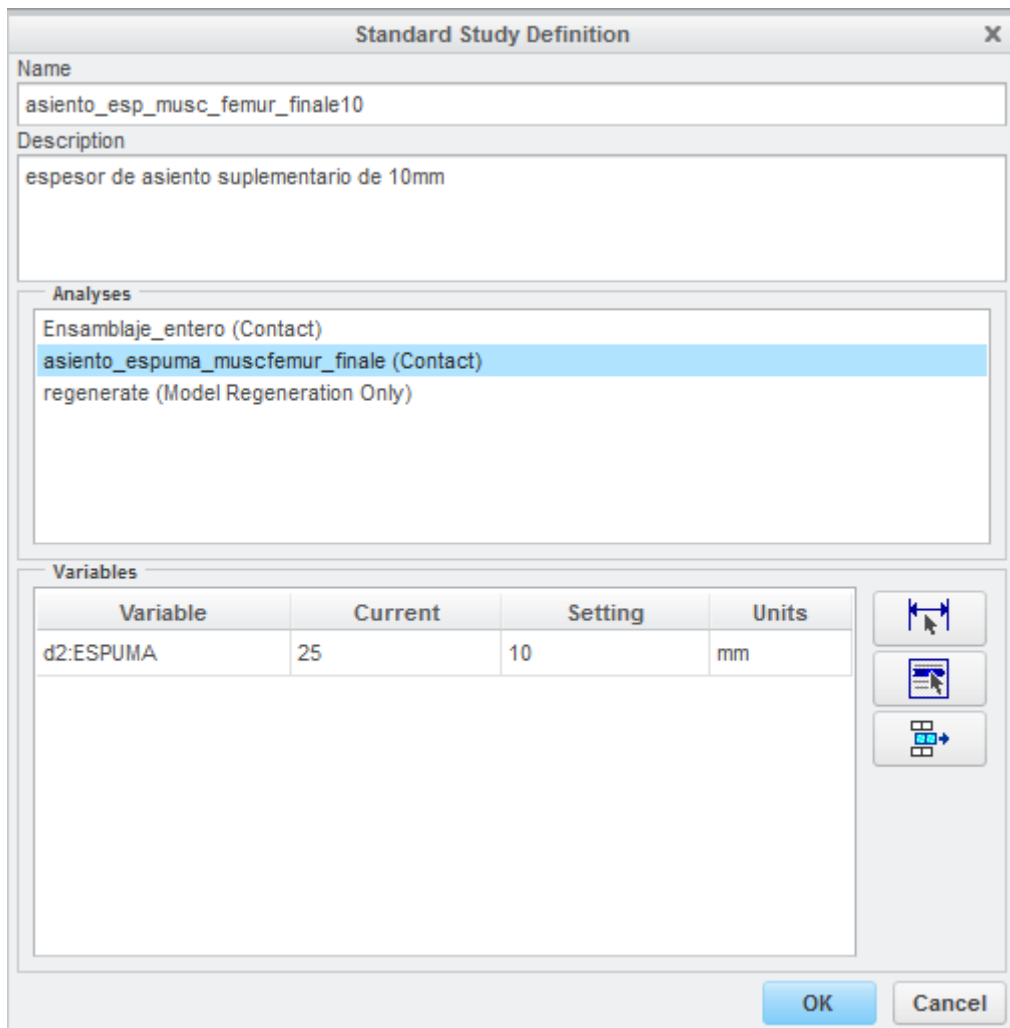 Standard Study Definition
Name
asiento_esp_musc_femur_finale10
Description
espesor de asiento suplementario de 10mm
Analyses
Ensamblaje_entero (Contact)
asiento_espuma_muscfemur_finale (Contact)
regenerate (Model Regeneration Only)
Variables
Variable Current Setting Units
d2:ESPUMA 25 10 mm
OK Cancel